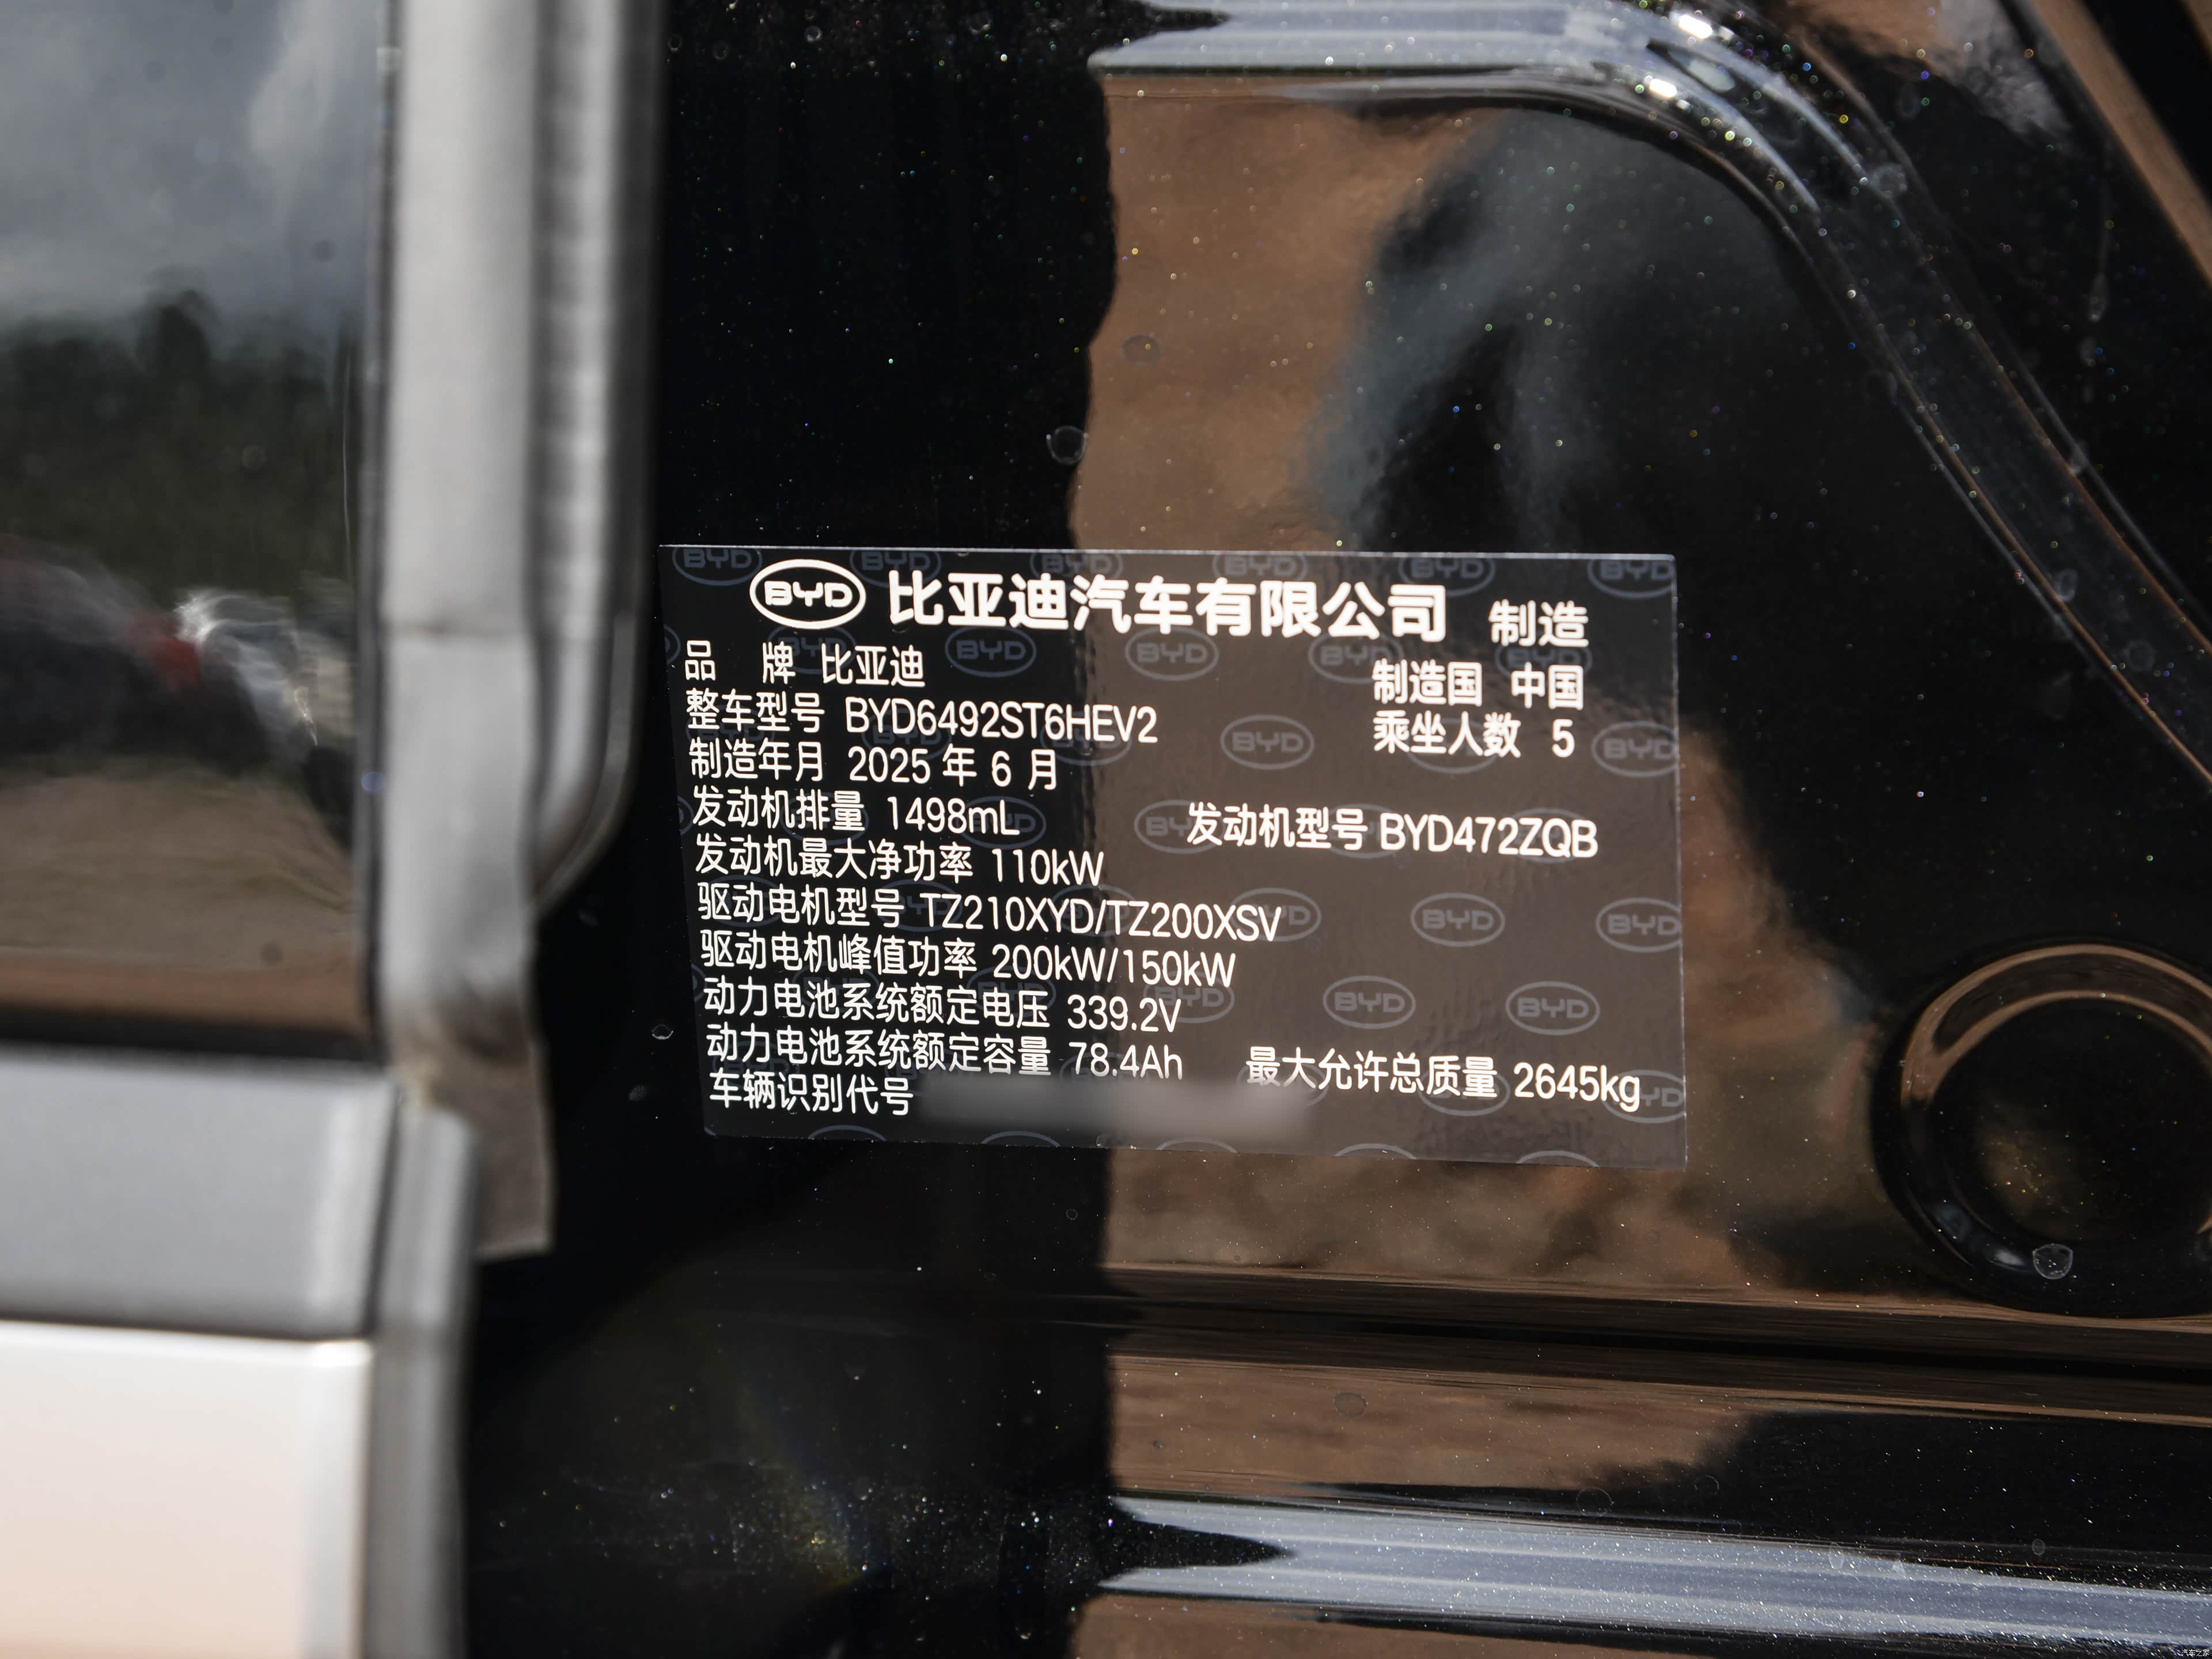 BYD 比亚迪汽车有限公司 制造
品 牌 比亚迪 制造国 中国
整车型号 BYD6492ST6HEV2 乘坐人数 5
制造年月 2025 年 6 月
发动机排量 1498mL 发动机型号 BYD472ZQB
发动机最大净功率 110kW
驱动电机型号 TZ210XYD/TZ200XSV
驱动电机峰值功率 200kW/150kW
动力电池系统额定电压 339.2V
动力电池系统额定容量 78.4Ah 最大允许总质量 2645kg
车辆识别代号